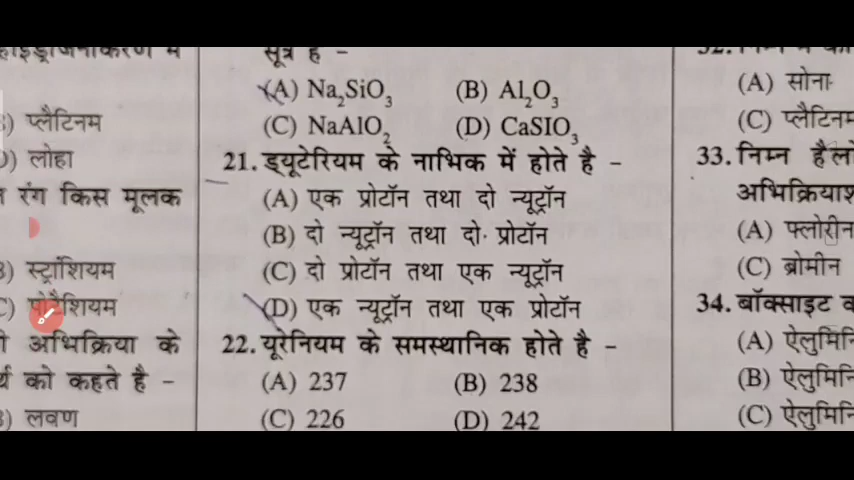 B) प्लैटिनम
D) लोहा
रंग किस मूलक
B) स्ट्रांशियम
अभिक्रिया के
को कहते है -
B) लवण
सूत्र है -
(A) Na₂SiO₃ (B) Al₂O₃
(C) NaAlO₂ (D) CaSIO₃
21. ड्यूटेरियम के नाभिक में होते है -
(A) एक प्रोटॉन तथा दो न्यूट्रॉन
(B) दो न्यूट्रॉन तथा दो प्रोटॉन
(C) दो प्रोटॉन तथा एक न्यूट्रॉन
(D) एक न्यूट्रॉन तथा एक प्रोटॉन
22. यूरेनियम के समस्थानिक होते है -
(A) 237 (B) 238
(C) 226 (D) 242
(A) सोना
(C) प्लैटिनम
33. निम्न हैलो
अभिक्रियाश
(A) फ्लोरीन
(C) ब्रोमीन
34. बॉक्साइट व
(A) ऐलुमिनि
(B) ऐलुमिनि
(C) ऐलुमिनि